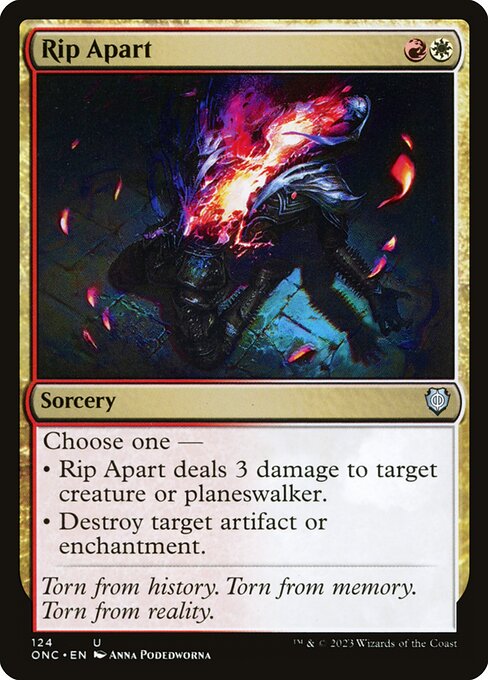 Rip Apart
Sorcery
Choose one —
• Rip Apart deals 3 damage to target
creature or planeswalker.
• Destroy target artifact or
enchantment.
Torn from history. Torn from memory.
Torn from reality.
124 U
ONC • EN Anna Podedworna
™ & © 2023 Wizards of the Coast